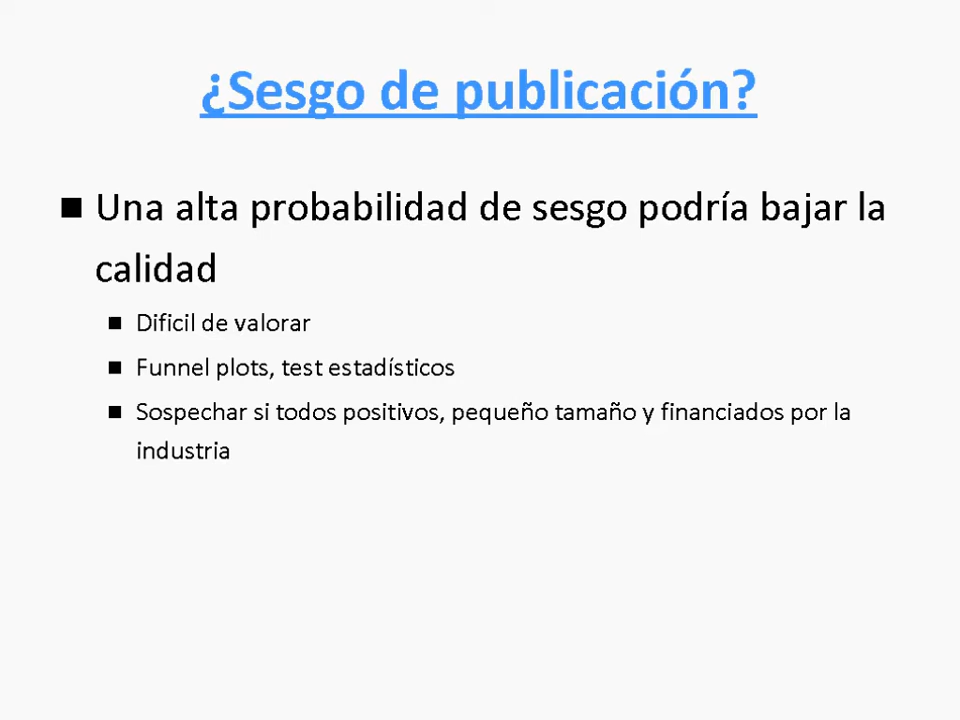 ¿Sesgo de publicación?
■ Una alta probabilidad de sesgo podría bajar la
calidad
■ Dificil de valorar
■ Funnel plots, test estadísticos
■ Sospechar si todos positivos, pequeño tamaño y financiados por la
industria